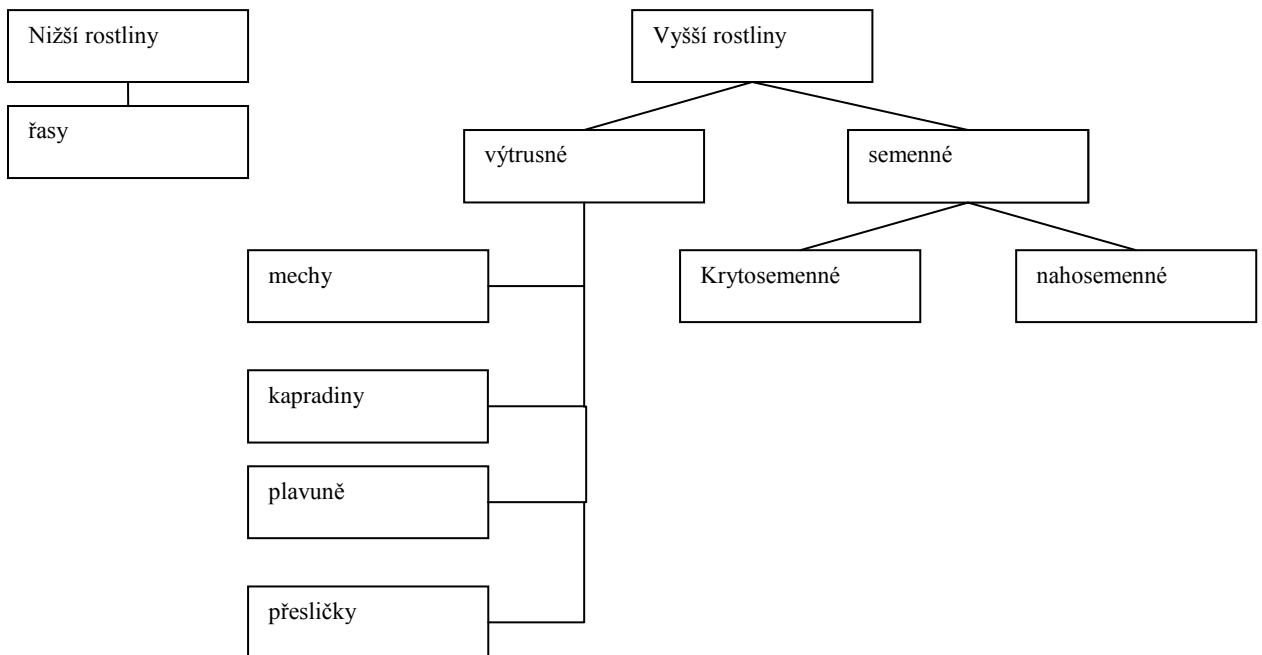 Nižší rostliny
Vyšší rostliny
řasy
výtrusné
semenné
mechy
Krytosemenné
nahosemenné
kapradiny
plavuně
přesličky